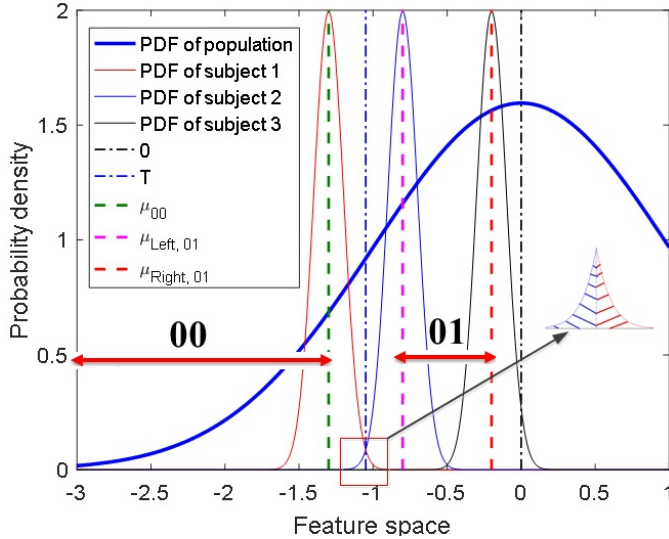 2
1.5
1
0.5
0
Probability density
PDF of population
PDF of subject 1
PDF of subject 2
PDF of subject 3
0
T
μ00
μLeft, 01
μRight, 01
00
01
-3 -2.5 -2 -1.5 -1 -0.5 0 0.5 1
Feature space